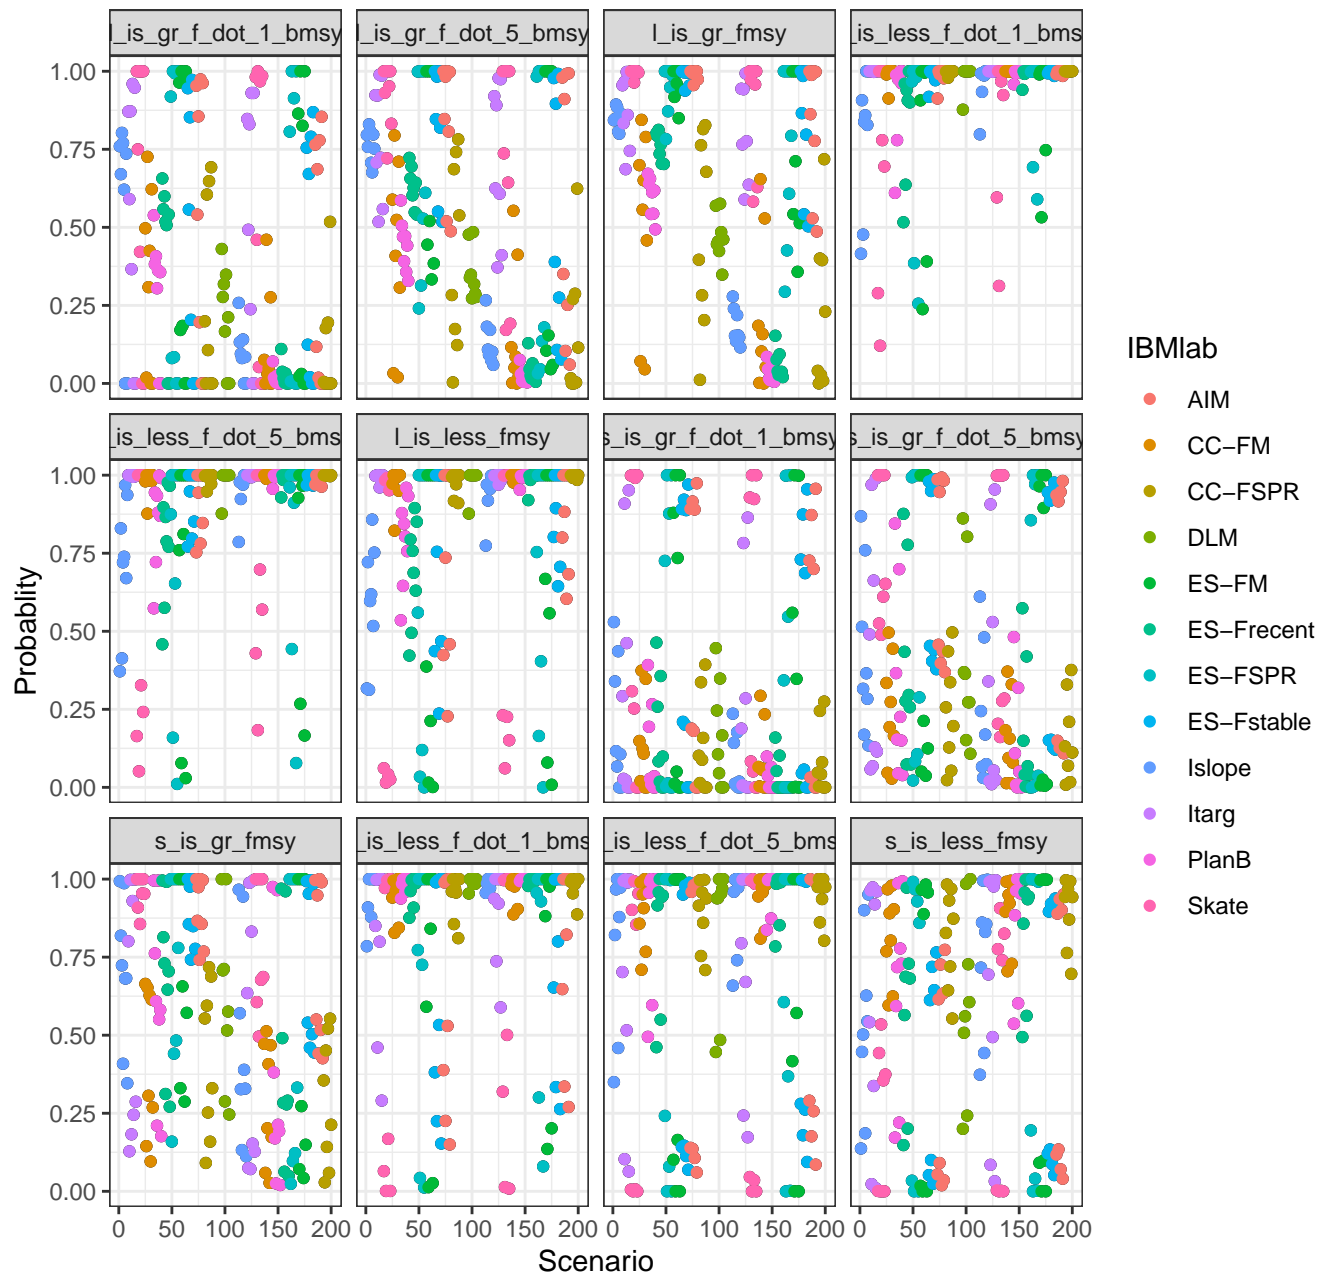 l_is_gr_f_dot_1_bmsy
l_is_gr_f_dot_5_bmsy
l_is_gr_fmsy
_is_less_f_dot_1_bms
1.00
0.75
0.50
0.25
0.00
_is_less_f_dot_5_bms
l_is_less_fmsy
s_is_gr_f_dot_1_bmsy
s_is_gr_f_dot_5_bmsy
1.00
0.75
0.50
0.25
0.00
s_is_gr_fmsy
_is_less_f_dot_1_bms
_is_less_f_dot_5_bms
s_is_less_fmsy
1.00
0.75
0.50
0.25
0.00
0 50 100 150 200
0 50 100 150 200
0 50 100 150 200
0 50 100 150 200
Scenario
Probablity
IBMlab
AIM
CC−FM
CC−FSPR
DLM
ES−FM
ES−Frecent
ES−FSPR
ES−Fstable
Islope
Itarg
PlanB
Skate